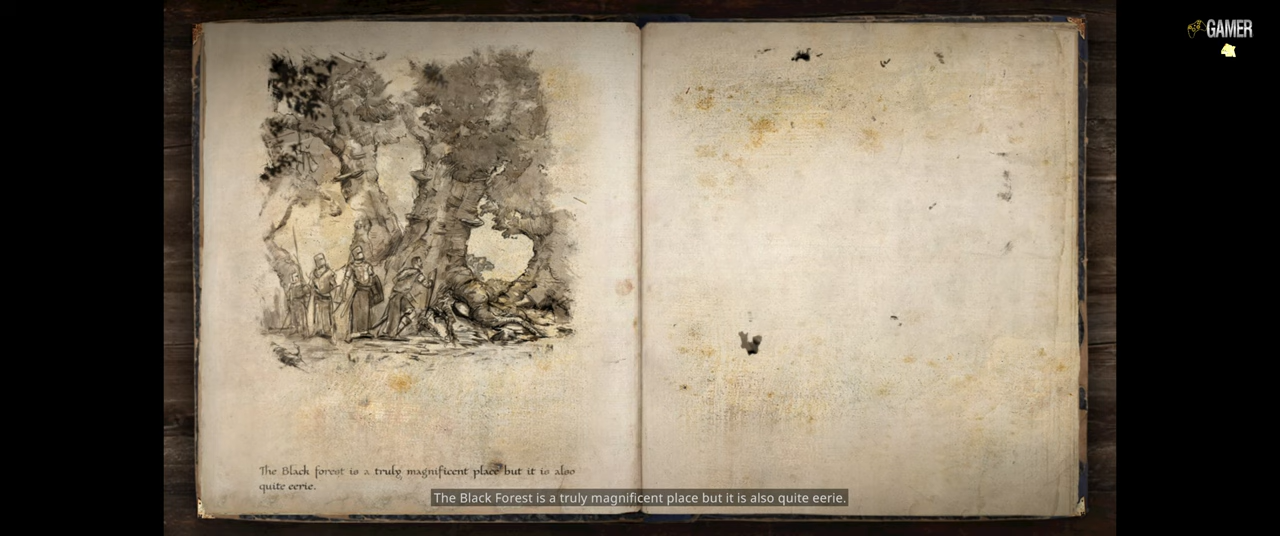 GAMER
The Black forest is a truly magnificent place but it is also
quite eerie.
The Black Forest is a truly magnificent place but it is also quite eerie.